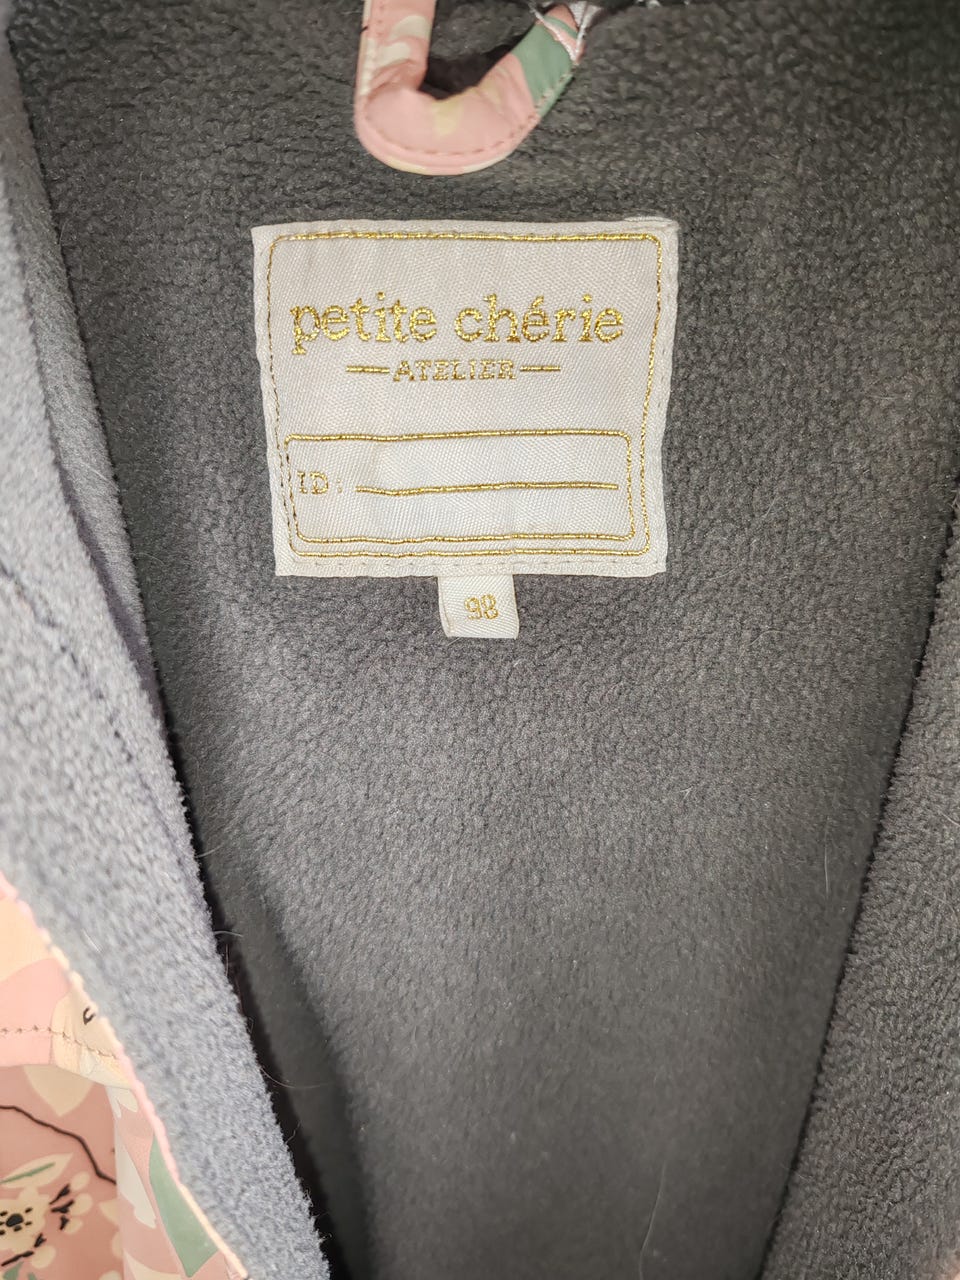 petite chérie
ATELIER
ID:
98